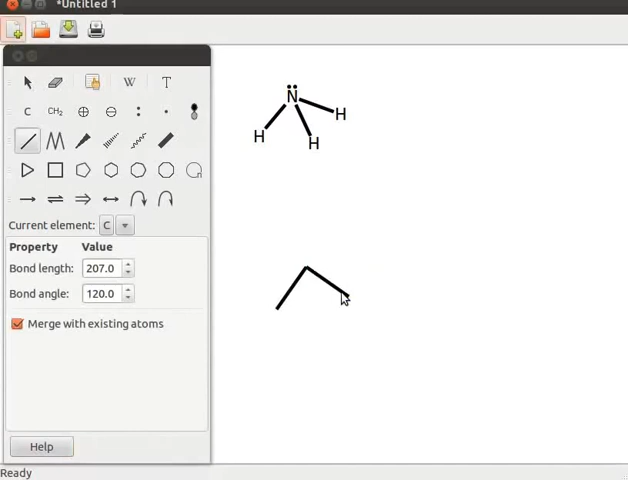 *Untitled 1
W T
C CH₂
n
Current element: C
Property Value
Bond length: 207.0
Bond angle: 120.0
Merge with existing atoms
Help
Ready
N
H H H